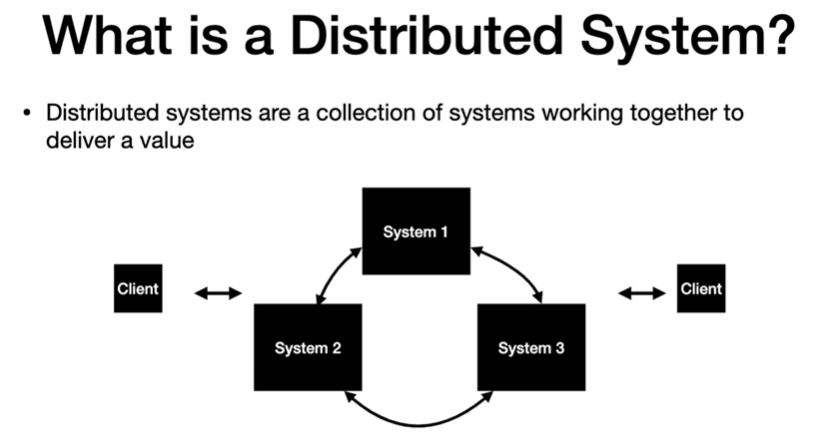 What is a Distributed System?
• Distributed systems are a collection of systems working together to
deliver a value
System 1
Client
Client
System 2
System 3